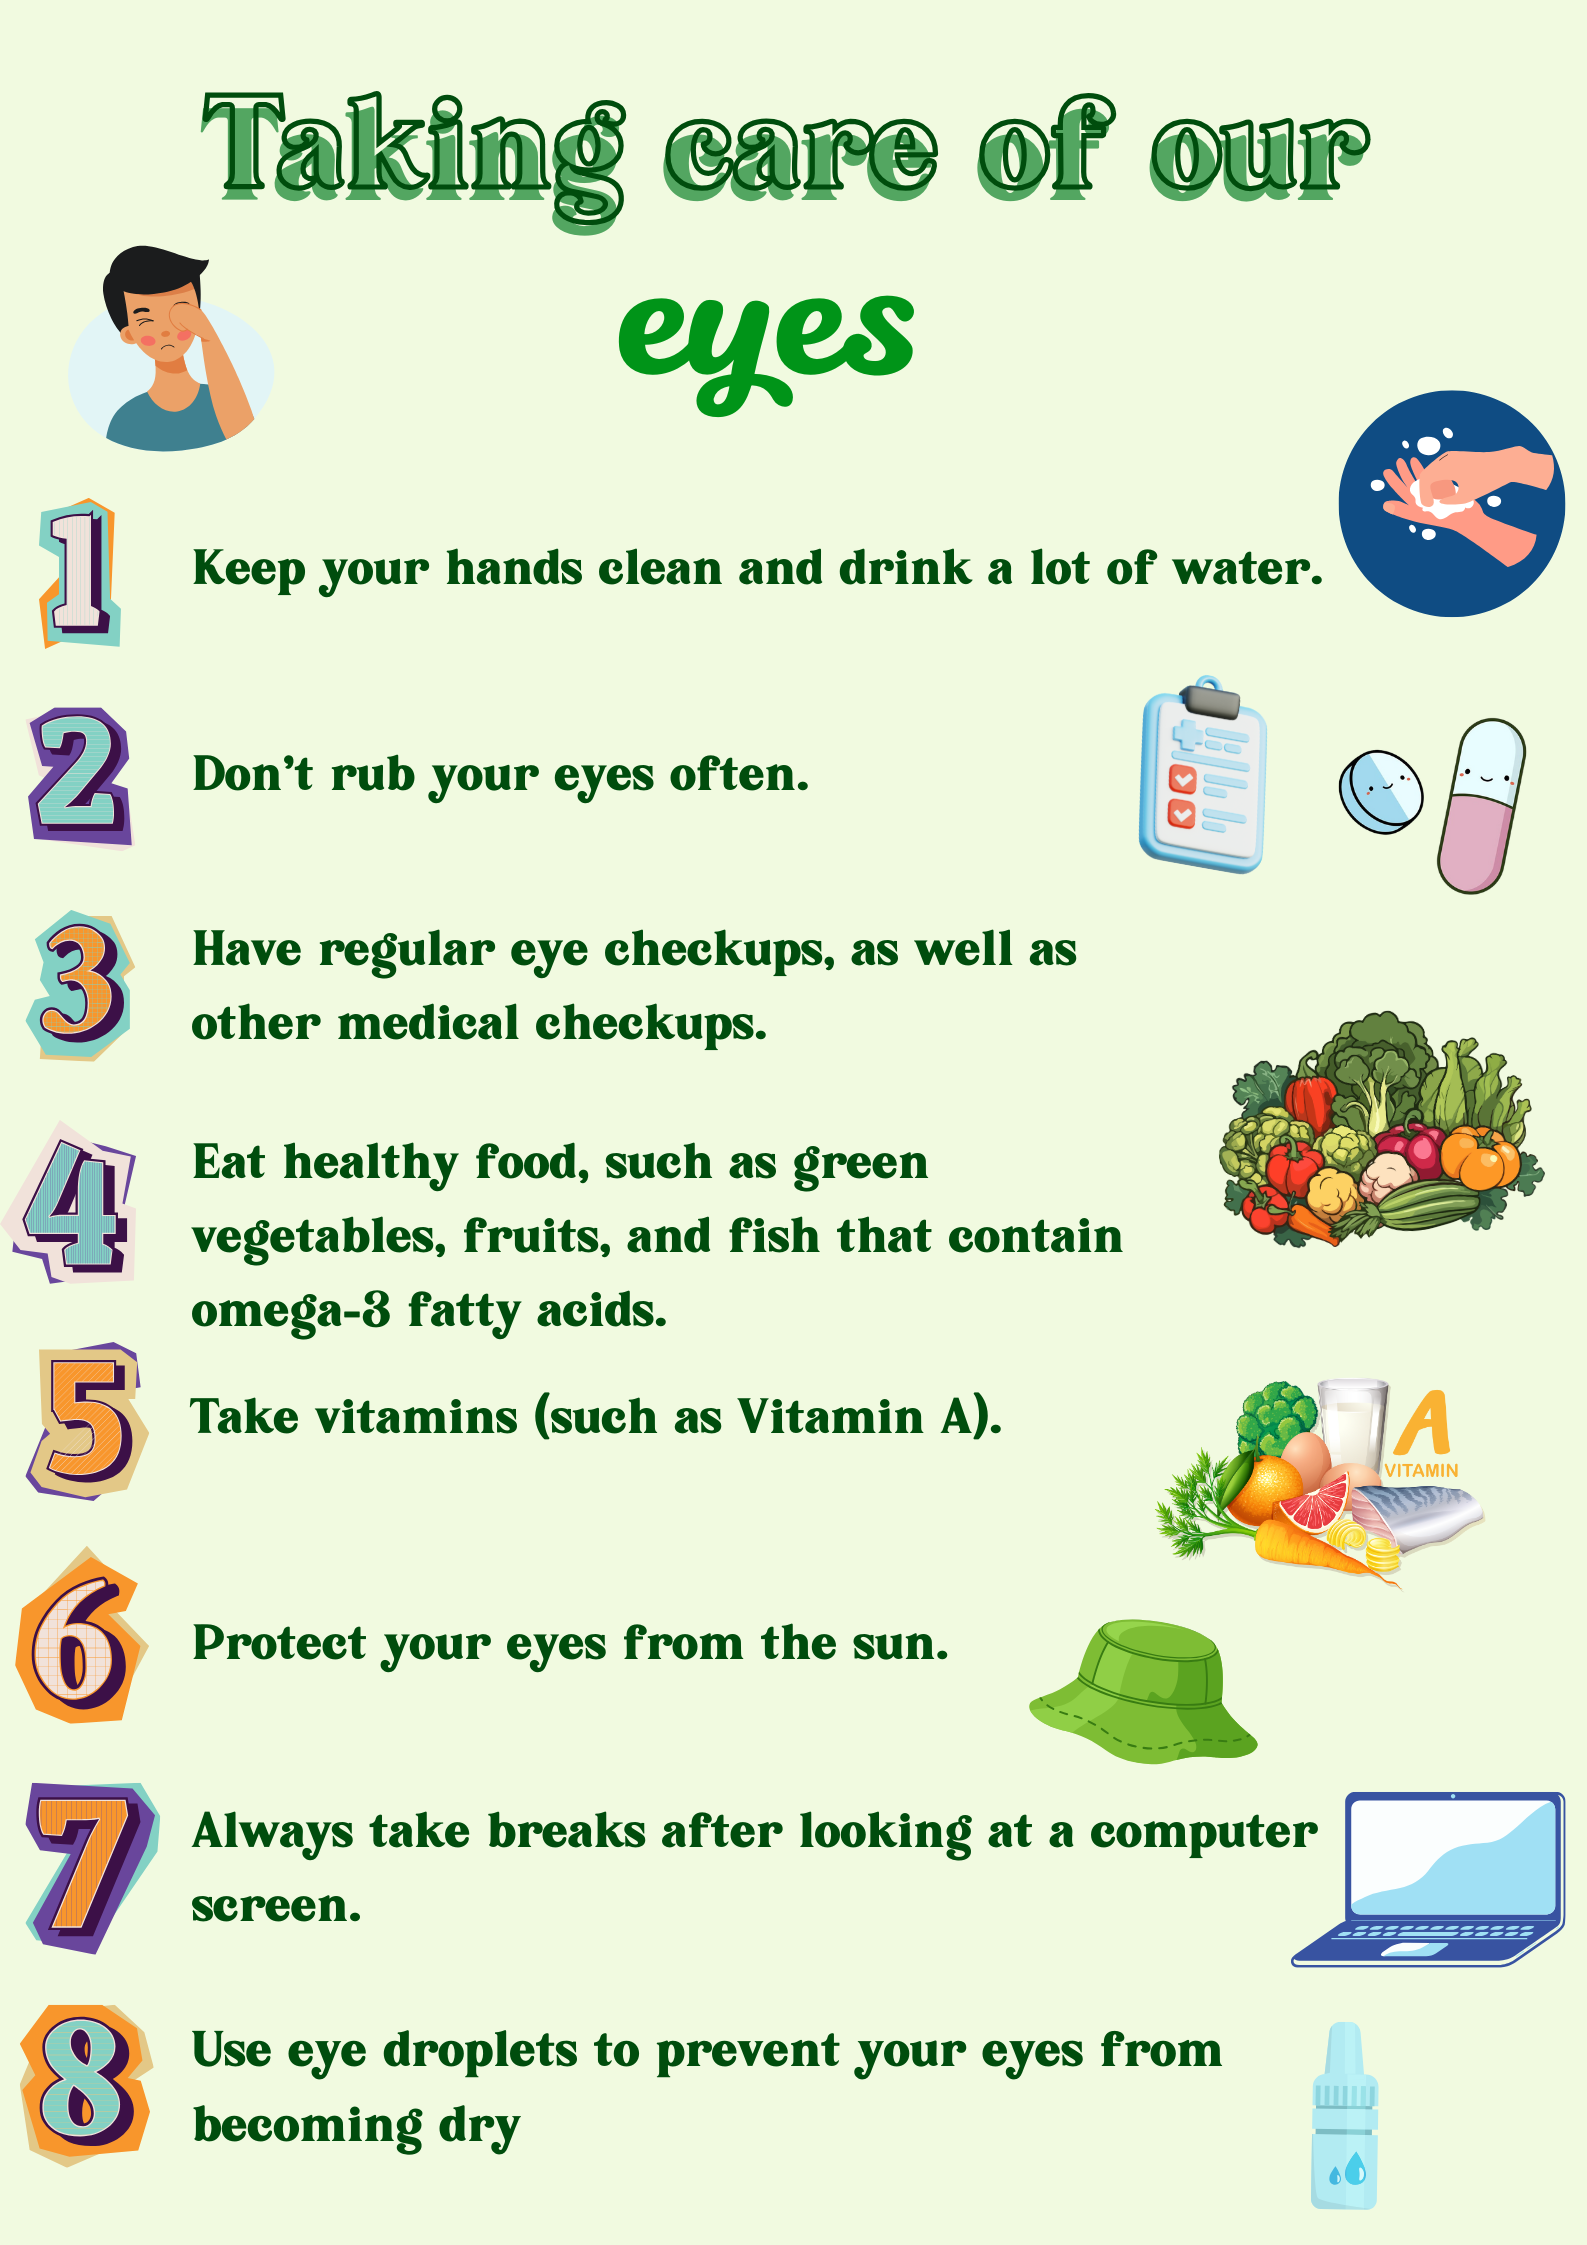 Taking care of our
eyes
1
Keep your hands clean and drink a lot of water.
2
Don't rub your eyes often.
3
Have regular eye checkups, as well as
other medical checkups.
4
Eat healthy food, such as green
vegetables, fruits, and fish that contain
omega-3 fatty acids.
5
Take vitamins (such as Vitamin A).
A
VITAMIN
6
Protect your eyes from the sun.
7
Always take breaks after looking at a computer
screen.
8
Use eye droplets to prevent your eyes from
becoming dry